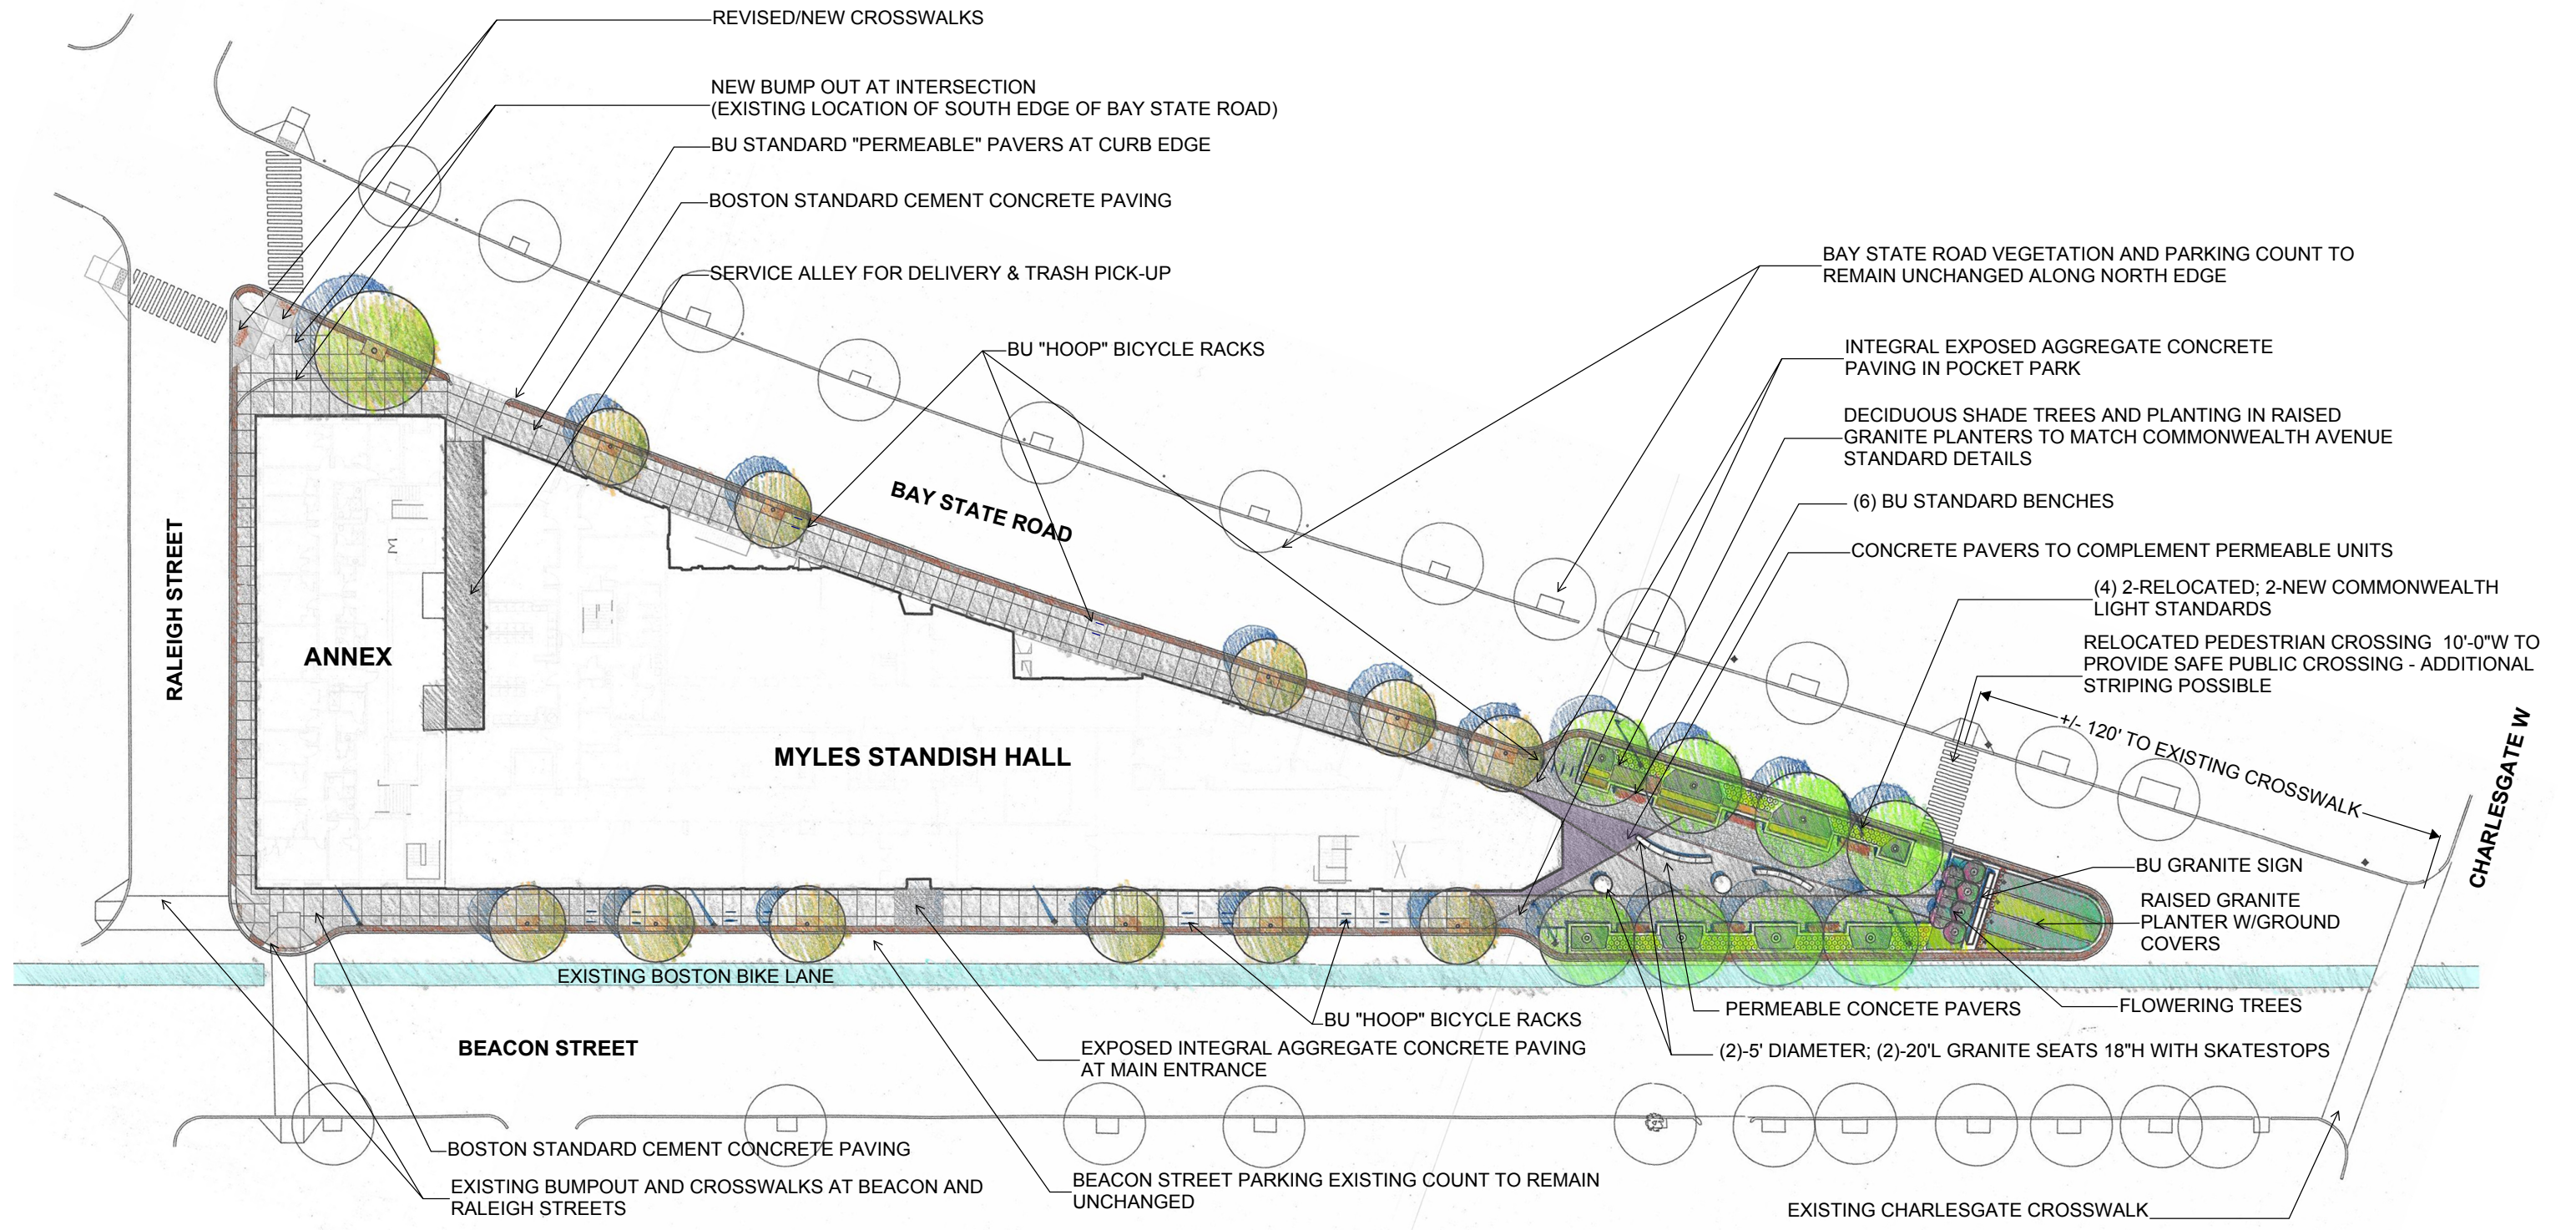 REVISED/NEW CROSSWALKS
NEW BUMP OUT AT INTERSECTION
(EXISTING LOCATION OF SOUTH EDGE OF BAY STATE ROAD)
BU STANDARD "PERMEABLE" PAVERS AT CURB EDGE
BOSTON STANDARD CEMENT CONCRETE PAVING
SERVICE ALLEY FOR DELIVERY & TRASH PICK-UP
BU "HOOP" BICYCLE RACKS
BAY STATE ROAD VEGETATION AND PARKING COUNT TO
REMAIN UNCHANGED ALONG NORTH EDGE
INTEGRAL EXPOSED AGGREGATE CONCRETE
PAVING IN POCKET PARK
DECIDUOUS SHADE TREES AND PLANTING IN RAISED
GRANITE PLANTERS TO MATCH COMMONWEALTH AVENUE
STANDARD DETAILS
(6) BU STANDARD BENCHES
CONCRETE PAVERS TO COMPLEMENT PERMEABLE UNITS
(4) 2-RELOCATED; 2-NEW COMMONWEALTH
LIGHT STANDARDS
RELOCATED PEDESTRIAN CROSSING 10'-0"W TO
PROVIDE SAFE PUBLIC CROSSING - ADDITIONAL
STRIPING POSSIBLE
+/- 120' TO EXISTING CROSSWALK
CHARLESGATE W
BAY STATE ROAD
RALEIGH STREET
ANNEX
MYLES STANDISH HALL
BU GRANITE SIGN
RAISED GRANITE
PLANTER W/GROUND
COVERS
FLOWERING TREES
PERMEABLE CONCETE PAVERS
(2)-5' DIAMETER; (2)-20'L GRANITE SEATS 18"H WITH SKATESTOPS
EXISTING BOSTON BIKE LANE
BU "HOOP" BICYCLE RACKS
BEACON STREET
EXPOSED INTEGRAL AGGREGATE CONCRETE PAVING
AT MAIN ENTRANCE
BOSTON STANDARD CEMENT CONCRETE PAVING
EXISTING BUMPOUT AND CROSSWALKS AT BEACON AND
RALEIGH STREETS
BEACON STREET PARKING EXISTING COUNT TO REMAIN
UNCHANGED
EXISTING CHARLESGATE CROSSWALK